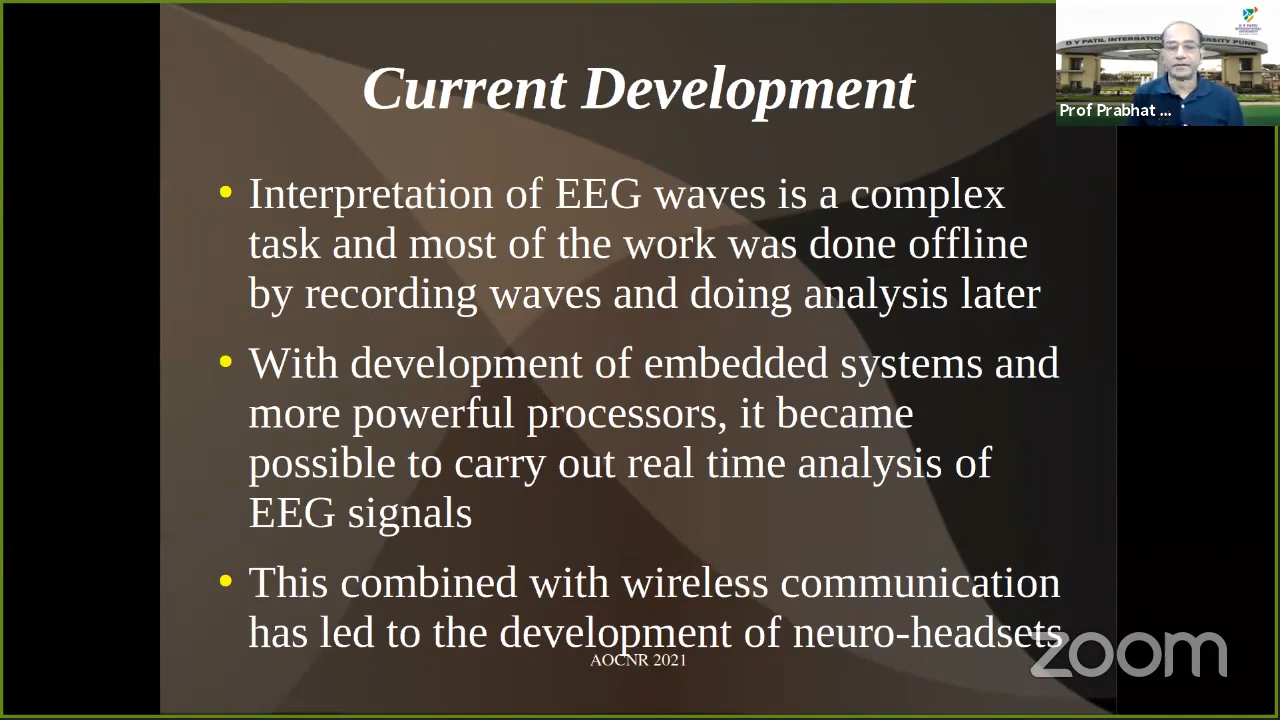 Current Development
D Y PATIL INTERNATIONAL
Prof Prabhat ...
• Interpretation of EEG waves is a complex
task and most of the work was done offline
by recording waves and doing analysis later
• With development of embedded systems and
more powerful processors, it became
possible to carry out real time analysis of
EEG signals
• This combined with wireless communication
has led to the development of neuro-headsets
AOCNR 2021
zoom